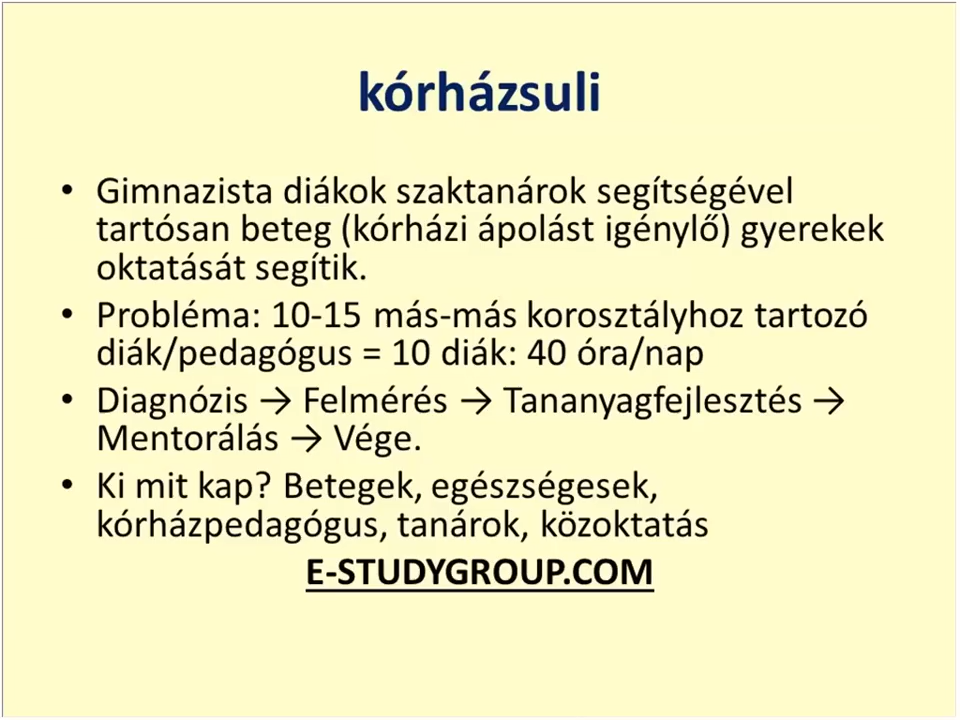 kórházsuli
• Gimnazista diákok szaktanárok segítségével
tartósan beteg (kórházi ápolást igénylő) gyerekek
oktatását segítik.
• Probléma: 10-15 más-más korosztályhoz tartozó
diák/pedagógus = 10 diák: 40 óra/nap
• Diagnózis → Felmérés → Tananyagfejlesztés →
Mentorálás → Vége.
• Ki mit kap? Betegek, egészségesek,
kórházpedagógus, tanárok, közoktatás
E-STUDYGROUP.COM